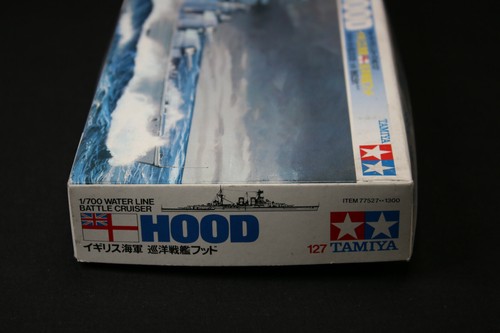 TAMIYA
1/700 WATER LINE
BATTLE CRUISER
HOOD
イギリス海軍 巡洋戦艦フッド
ITEM 77527••1300
127 TAMIYA